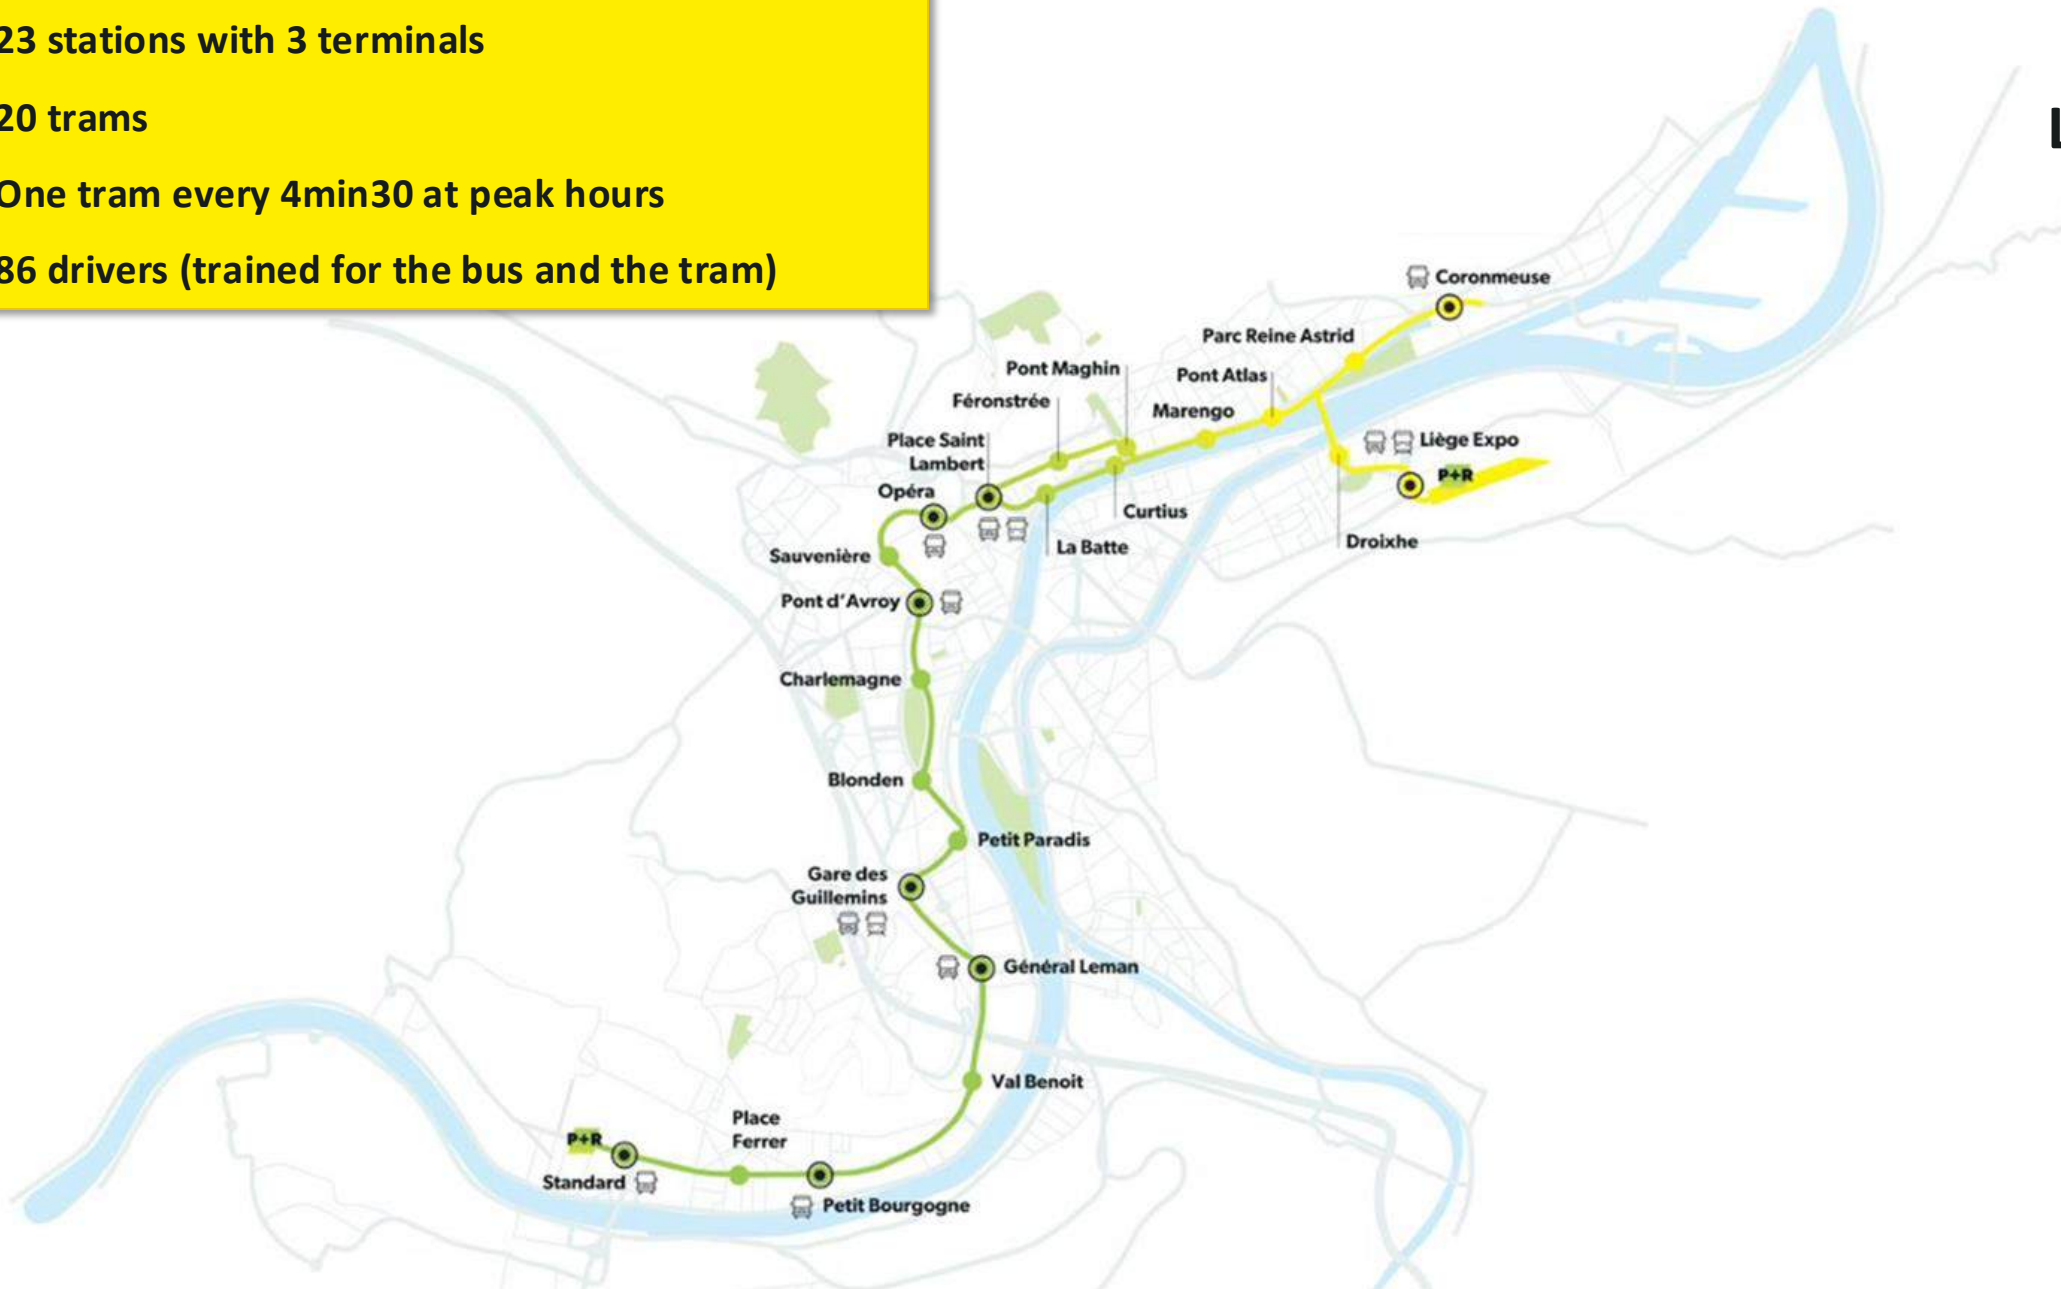 23 stations with 3 terminals
20 trams
One tram every 4min30 at peak hours
86 drivers (trained for the bus and the tram)
L
Coronmeuse
Parc Reine Astrid
Pont Maghin
Pont Atlas
Féronstrée
Marengo
Place Saint
Lambert
Liège Expo
P+R
Opéra
Curtius
La Batte
Droixhe
Sauvenière
Pont d'Avroy
Charlemagne
Blonden
Petit Paradis
Gare des
Guillemins
Général Leman
Val Benoit
Place
Ferrer
P+R
Standard
Petit Bourgogne